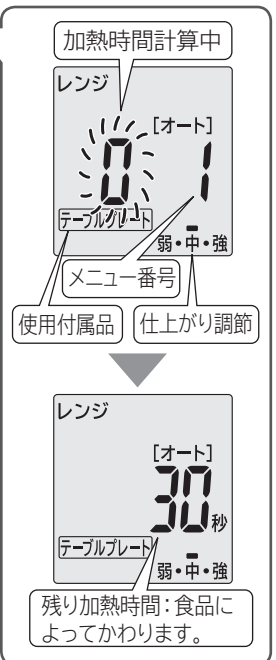 加熱時間計算中
レンジ
[オート]
0 1
テーブルプレート
弱・中・強
メニュー番号
使用付属品
仕上がり調節
レンジ
[オート]
30秒
テーブルプレート
弱・中・強
残り加熱時間：食品に
よってかわります。